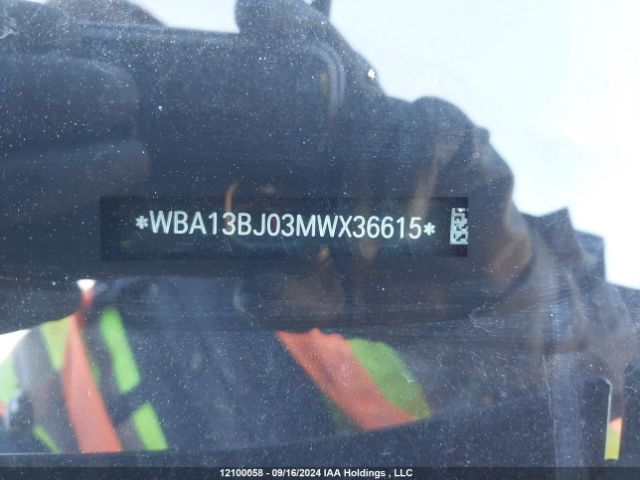 *WBA13BJ03MWX36615*
12100058 - 09/16/2024 IAA Holdings , LLC